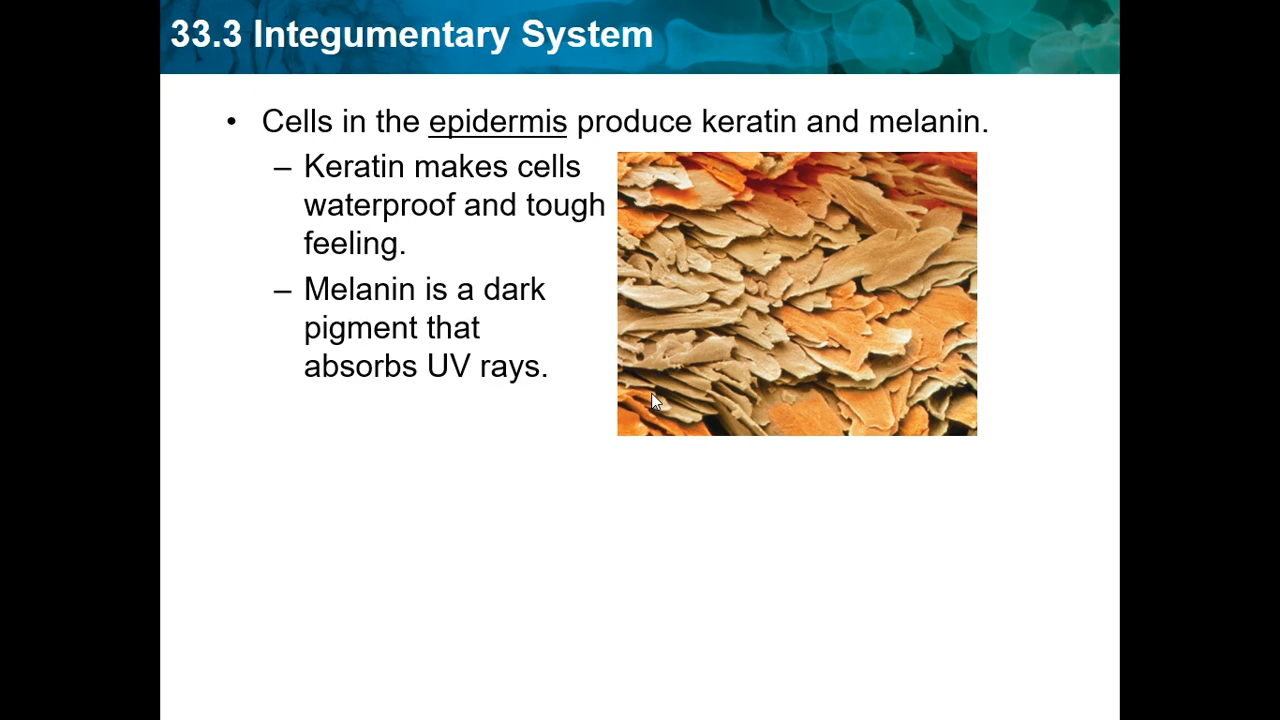 33.3 Integumentary System
• Cells in the epidermis produce keratin and melanin.
– Keratin makes cells
waterproof and tough
feeling.
– Melanin is a dark
pigment that
absorbs UV rays.